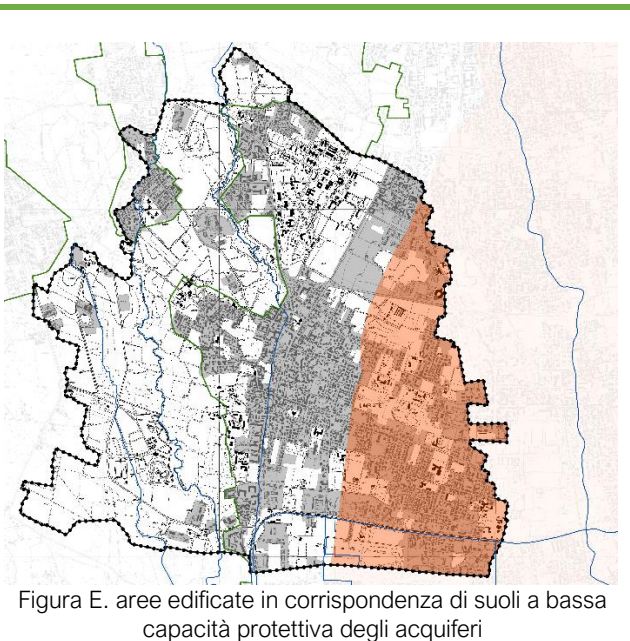 Figura E. aree edificate in corrispondenza di suoli a bassa
capacità protettiva degli acquiferi